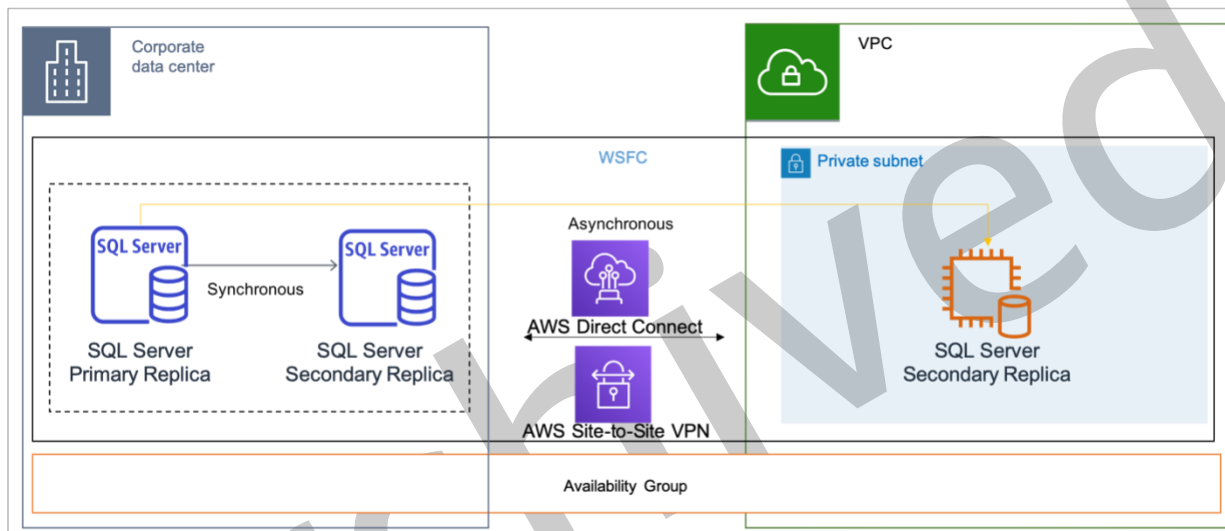 Corporate
data center
VPC
WSFC
Private subnet
Asynchronous
SQL Server
SQL Server
Synchronous
AWS Direct Connect
SQL Server
Primary Replica
SQL Server
Secondary Replica
SQL Server
Secondary Replica
AWS Site-to-Site VPN
Availability Group